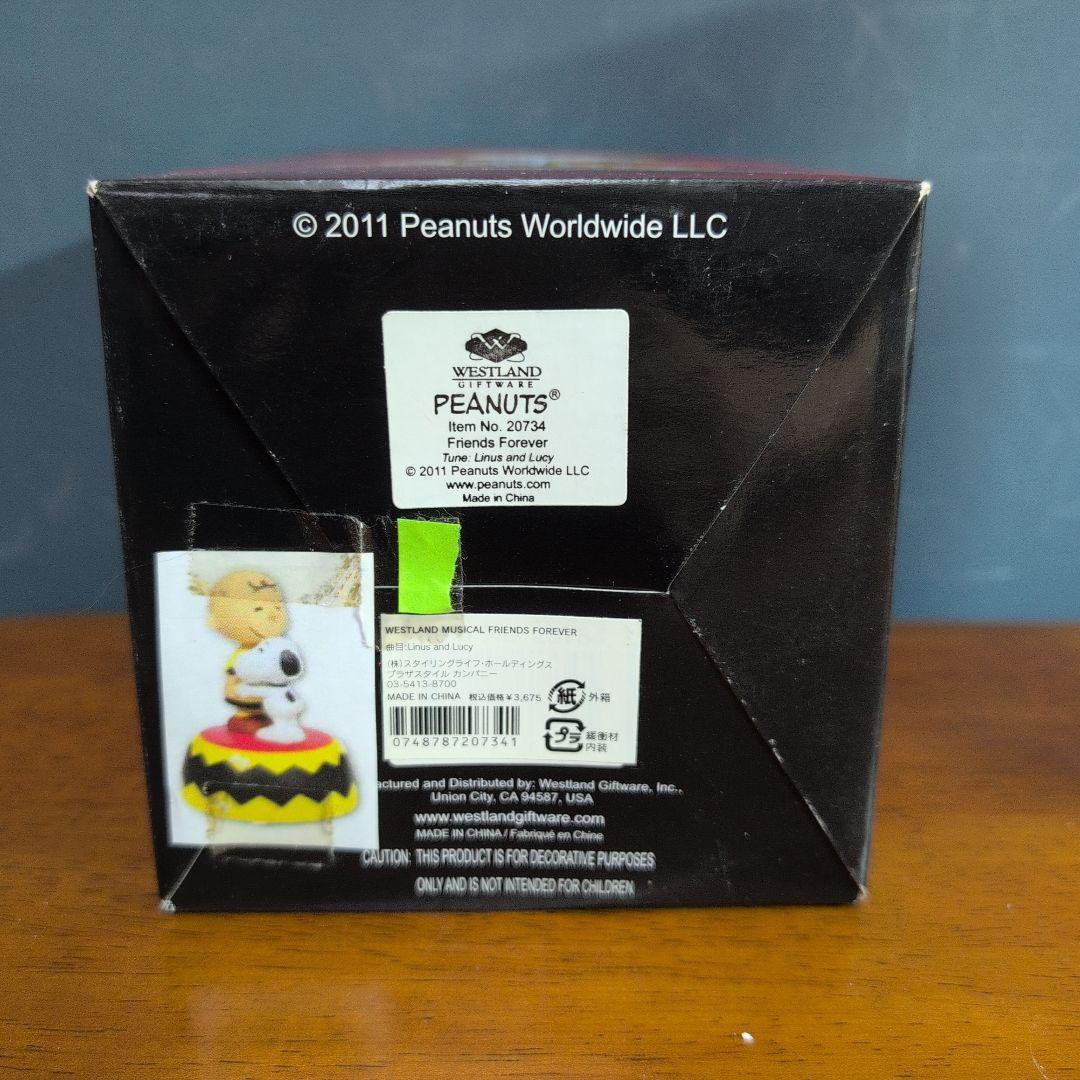 © 2011 Peanuts Worldwide LLC
W
WESTLAND
GIFTWARE
PEANUTS®
Item No. 20734
Friends Forever
Tune: Linus and Lucy
© 2011 Peanuts Worldwide LLC
www.peanuts.com
Made in China
WESTLAND MUSICAL FRIENDS FOREVER
曲目:Linus and Lucy
(株)スタイリングライフ・ホールディングス
プラザスタイル カンパニー
03-5413-8700
MADE IN CHINA 税込価格¥3,675
紙 外箱
0748787207341
プラ 緩衝材
内装
actured and Distributed by: Westland Giftware, Inc.,
Union City, CA 94587, USA
www.westlandgiftware.com
MADE IN CHINA / Fabriqué en Chine
CAUTION: THIS PRODUCT IS FOR DECORATIVE PURPOSES
ONLY AND IS NOT INTENDED FOR CHILDREN